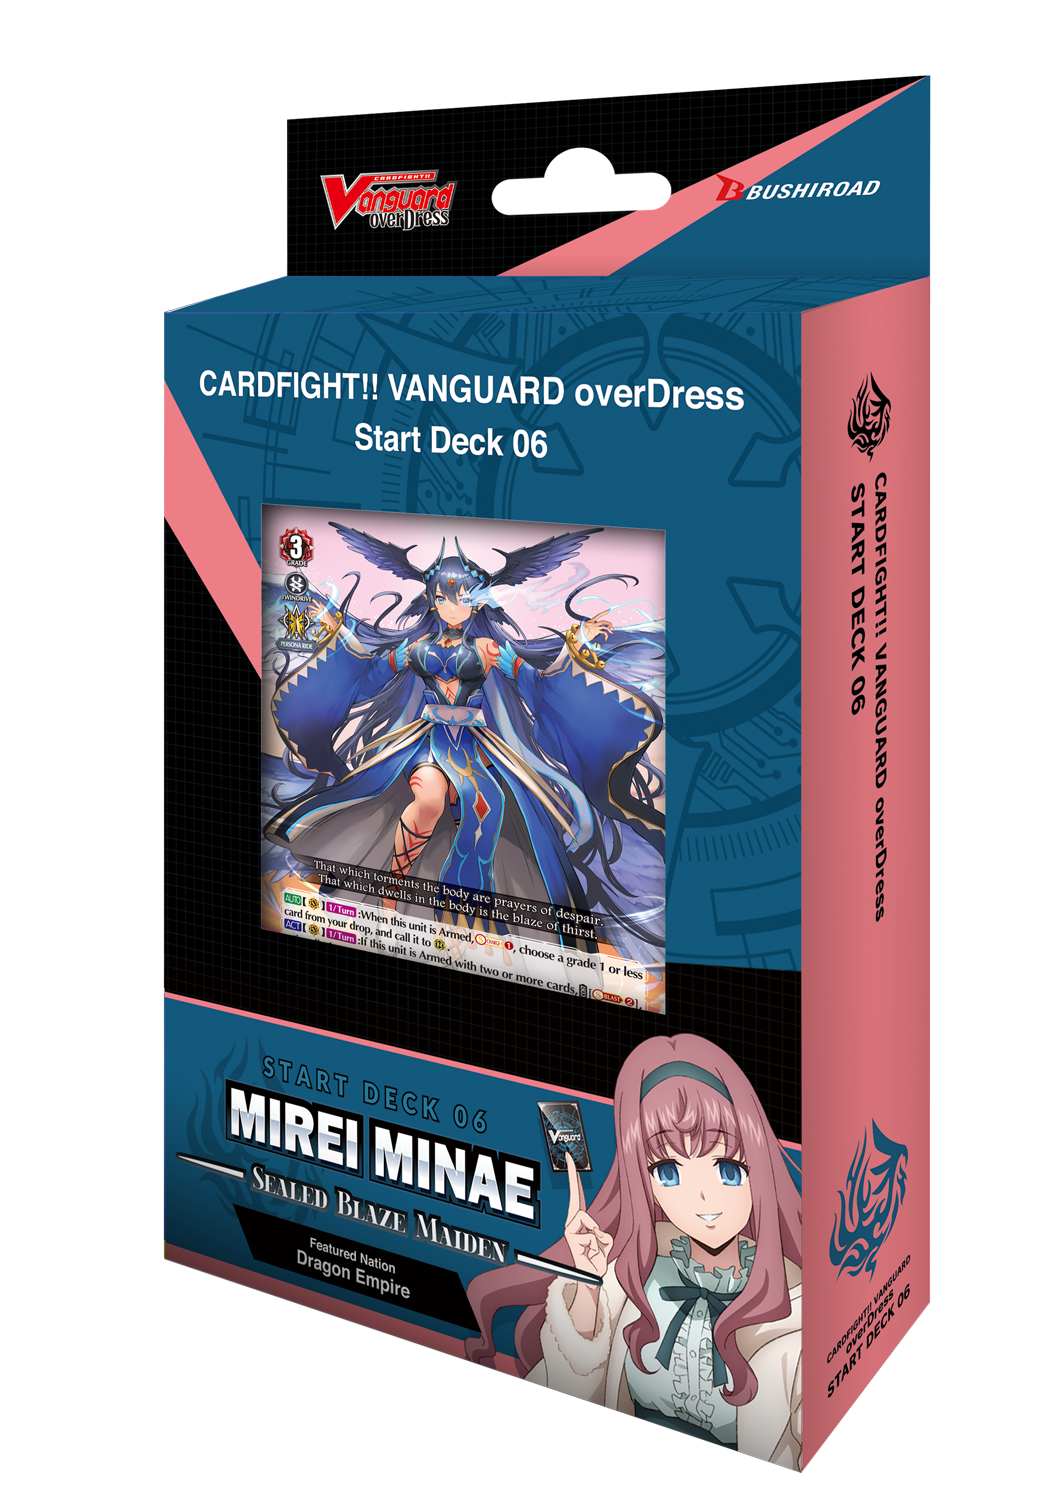 CARDFIGHT!!
Vanguard
overDress
BUSHIROAD
CARDFIGHT!! VANGUARD overDress
Start Deck 06
3
GRADE
TWINDRIVE
PERSONA RIDE
That which torments the body are prayers of despair.
That which dwells in the body is the blaze of thirst.
AUTO【 】1/Turn :When this unit is Armed, CHARGE 1, choose a grade 1 or less
card from your drop, and call it to .
ACT【 】1/Turn :If this unit is Armed with two or more cards, [ BLAST 2],
START DECK 06
MIREI MINAE
SEALED BLAZE MAIDEN
Featured Nation
Dragon Empire
Vanguard
CARDFIGHT!! VANGUARD overDress
START DECK 06
CARDFIGHT!! VANGUARD
overDress
START DECK 06